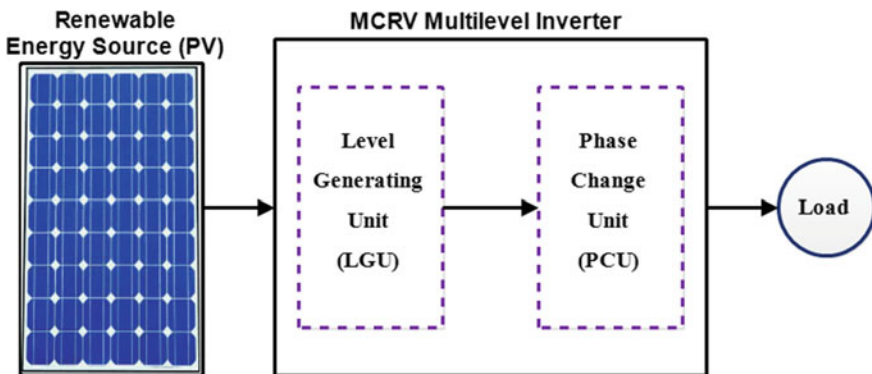 Renewable
Energy Source (PV)
MCRV Multilevel Inverter
Level
Generating
Unit
(LGU)
Phase
Change
Unit
(PCU)
Load